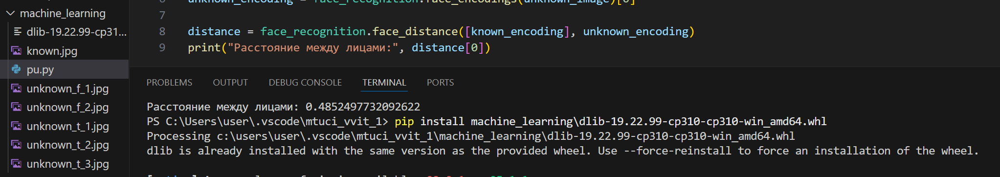 machine_learning
dlib-19.22.99-cp31...
known.jpg
pu.py
unknown_f_1.jpg
unknown_f_2.jpg
unknown_t_1.jpg
unknown_t_2.jpg
unknown_t_3.jpg
unknown_encoding = face_recognition.face_encodings(unknown_image)[0]
7
8 distance = face_recognition.face_distance([known_encoding], unknown_encoding)
9 print("Расстояние между лицами:", distance[0])
PROBLEMS OUTPUT DEBUG CONSOLE TERMINAL PORTS
Расстояние между лицами: 0.4852497732092622
PS C:\Users\user\.vscode\mtuci_vvit_1> pip install machine_learning\dlib-19.22.99-cp310-cp310-win_amd64.whl
Processing c:\users\user\.vscode\mtuci_vvit_1\machine_learning\dlib-19.22.99-cp310-cp310-win_amd64.whl
dlib is already installed with the same version as the provided wheel. Use --force-reinstall to force an installation of the wheel.